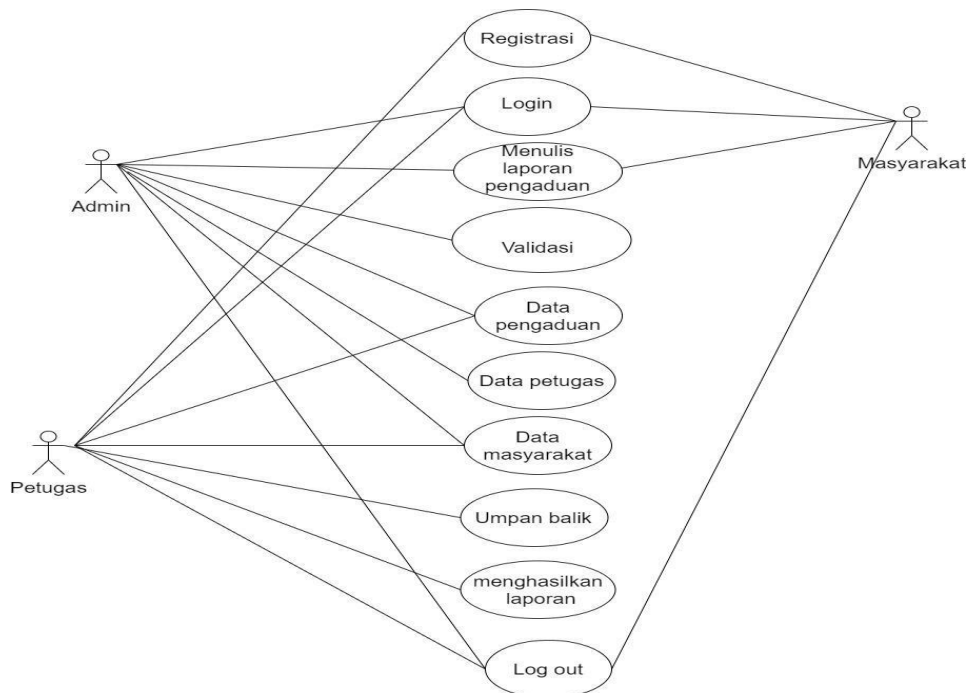 Registrasi
Login
Menulis
laporan
pengaduan
Masyarakat
Admin
Validasi
Data
pengaduan
Data petugas
Data
masyarakat
Petugas
Umpan balik
menghasilkan
laporan
Log out